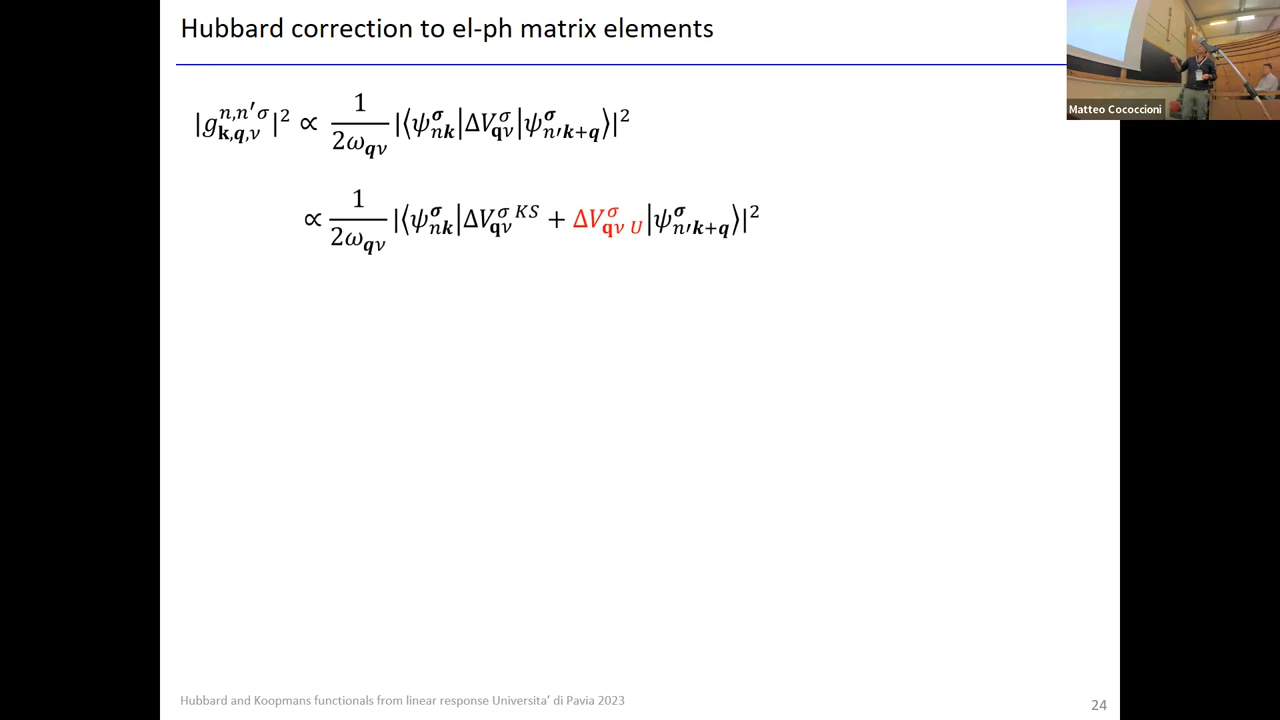 Hubbard correction to el-ph matrix elements
Matteo Cococcioni
|g_{𝐤,𝒒,ν}^{n,n′σ}|² ∝ 1/(2ω_{𝒒ν}) |⟨ψ_{n𝒌}^{𝝈}|ΔV_{𝐪ν}^{σ}|ψ_{n′𝒌+𝒒}^{𝝈}⟩|²
∝ 1/(2ω_{𝒒ν}) |⟨ψ_{n𝒌}^{𝝈}|ΔV_{𝐪ν}^{σ KS} + ΔV_{𝐪ν U}^{σ}|ψ_{n′𝒌+𝒒}^{𝝈}⟩|²
Hubbard and Koopmans functionals from linear response Universita’ di Pavia 2023
24